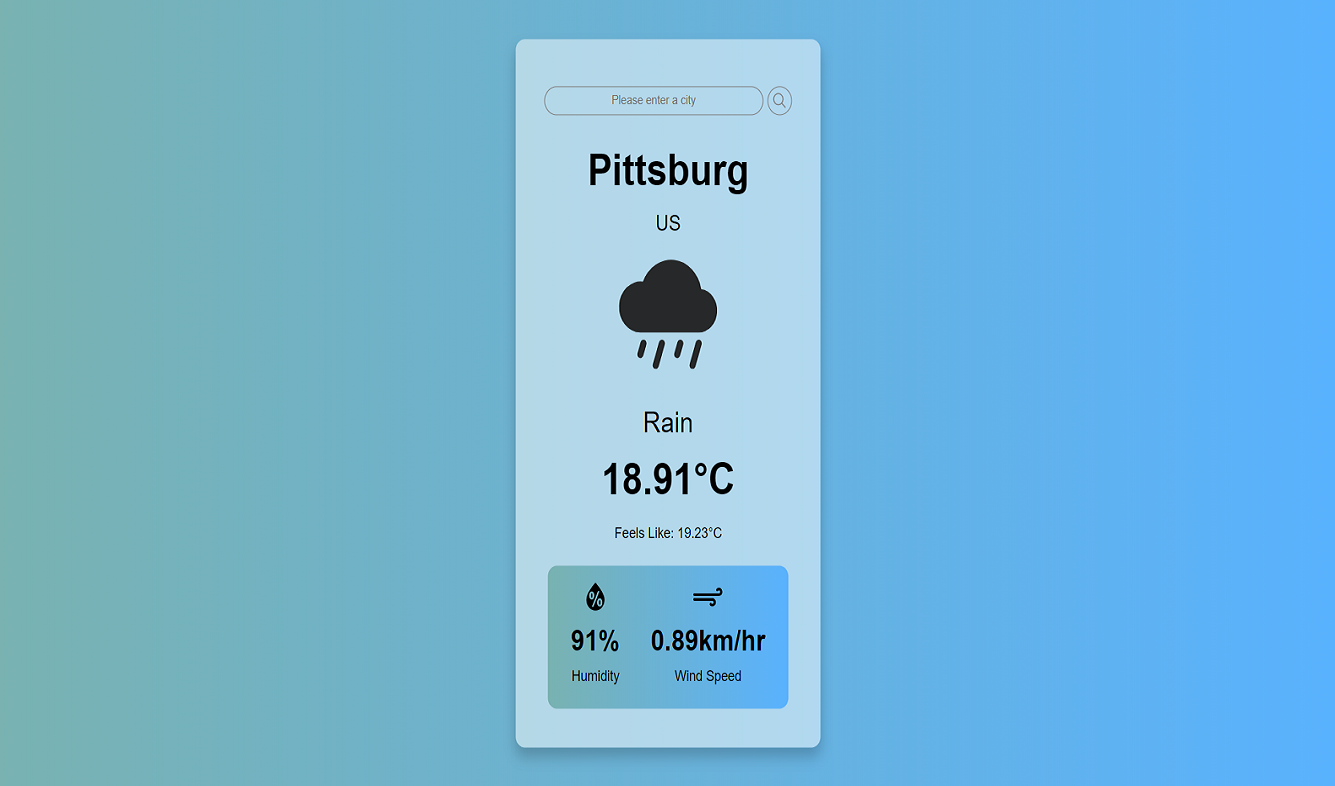 Please enter a city
Pittsburg
US
Rain
18.91°C
Feels Like: 19.23°C
%
91% 0.89km/hr
Humidity Wind Speed